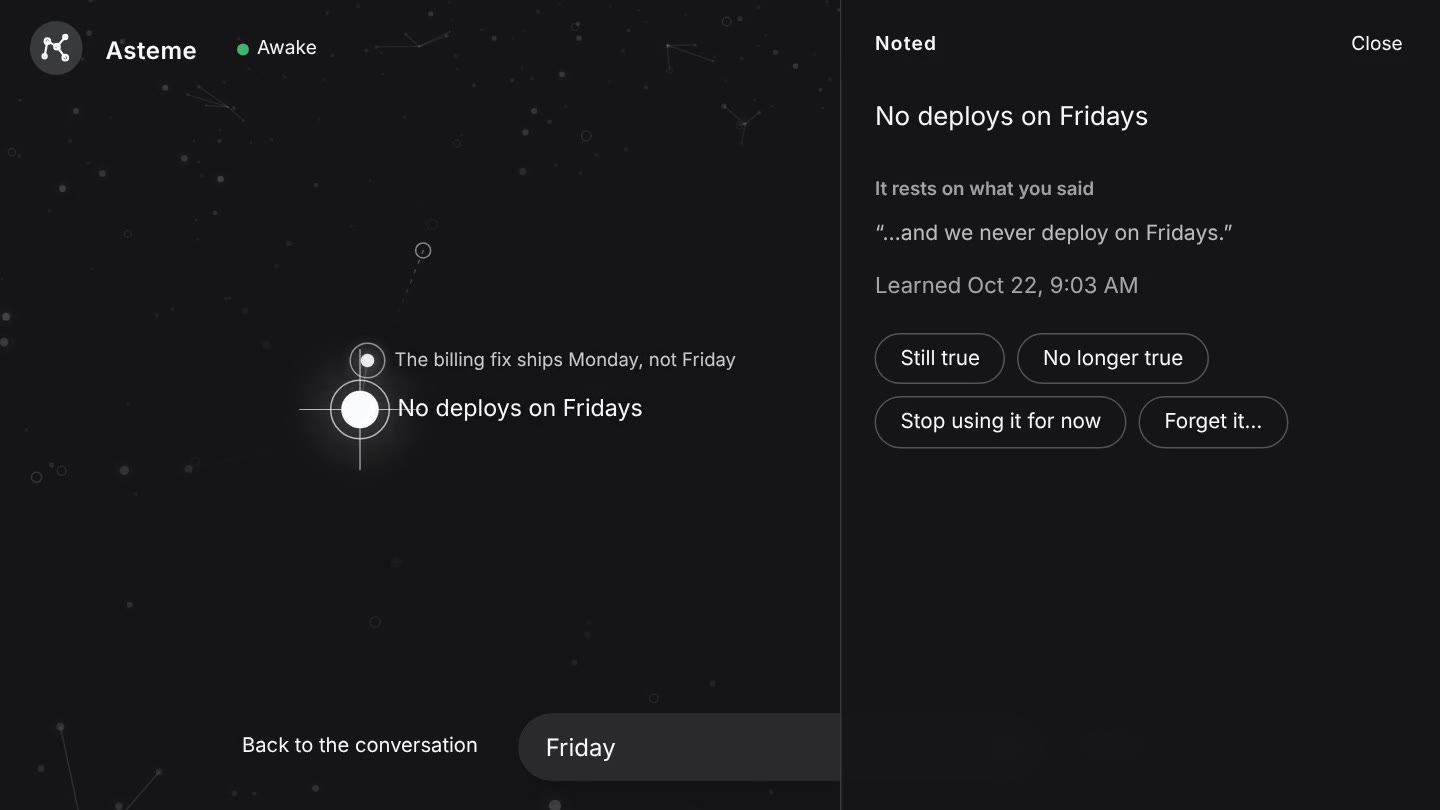 Asteme
Awake
The billing fix ships Monday, not Friday
No deploys on Fridays
Back to the conversation
Friday
Noted
Close
No deploys on Fridays
It rests on what you said
“…and we never deploy on Fridays.”
Learned Oct 22, 9:03 AM
Still true
No longer true
Stop using it for now
Forget it…